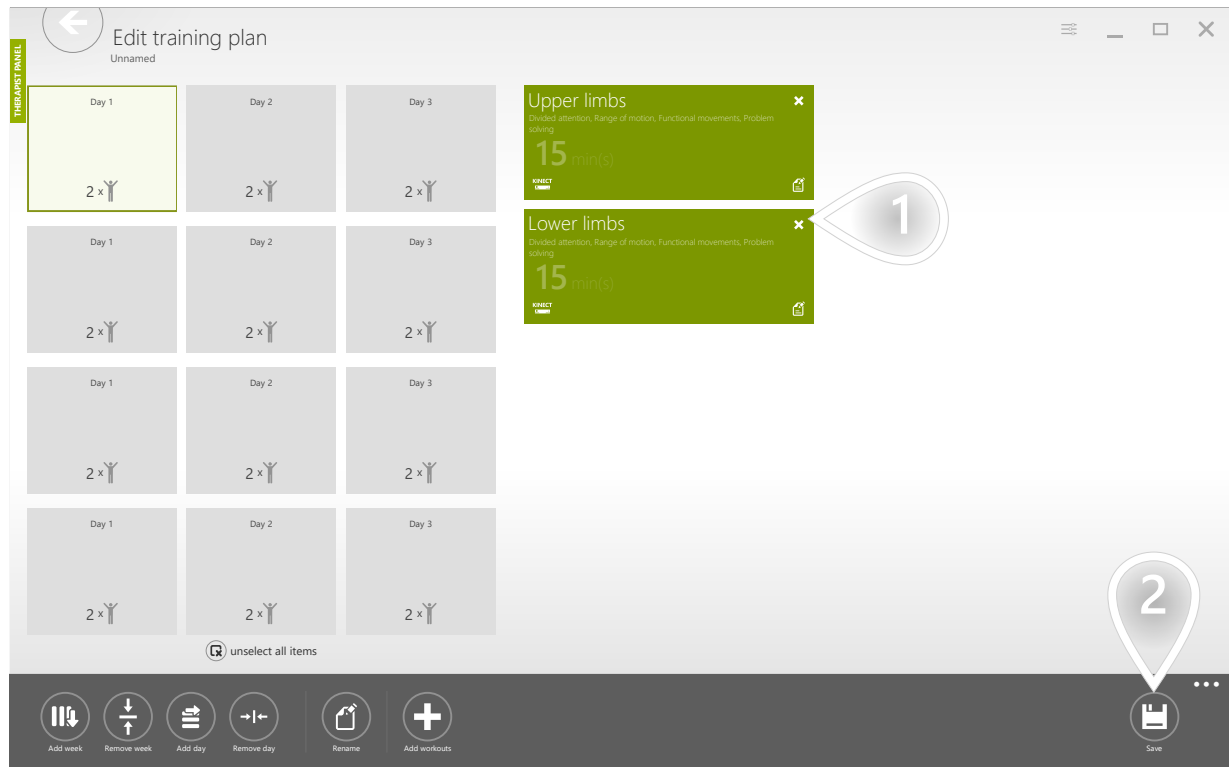 Edit training plan
Unnamed
THERAPIST PANEL
Day 1
Day 2
Day 3
2 x
2 x
2 x
Day 1
Day 2
Day 3
2 x
2 x
2 x
Day 1
Day 2
Day 3
2 x
2 x
2 x
Day 1
Day 2
Day 3
2 x
2 x
2 x
unselect all items
Upper limbs
Divided attention, Range of motion, Functional movements, Problem
solving
15 min(s)
KINECT
Lower limbs
Divided attention, Range of motion, Functional movements, Problem
solving
15 min(s)
KINECT
1
2
Add week
Remove week
Add day
Remove day
Rename
Add workouts
Save